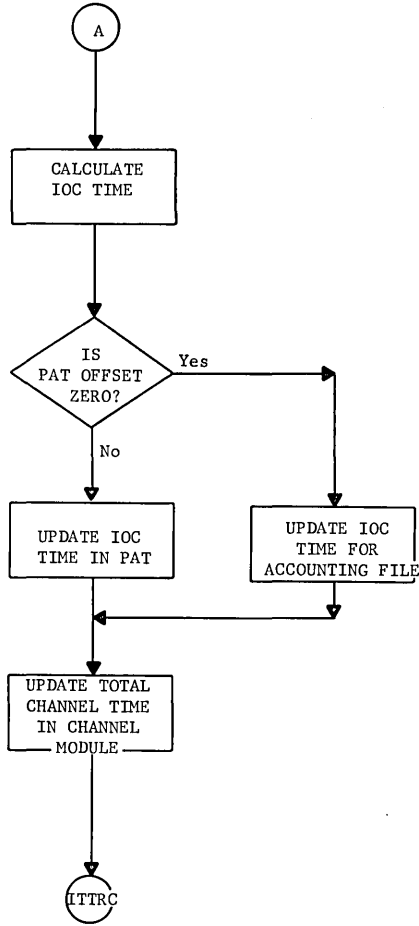 A
CALCULATE
IOC TIME
IS
PAT OFFSET
ZERO?
Yes
No
UPDATE IOC
TIME IN PAT
UPDATE IOC
TIME FOR
ACCOUNTING FILE
UPDATE TOTAL
CHANNEL TIME
IN CHANNEL
MODULE
ITTRC